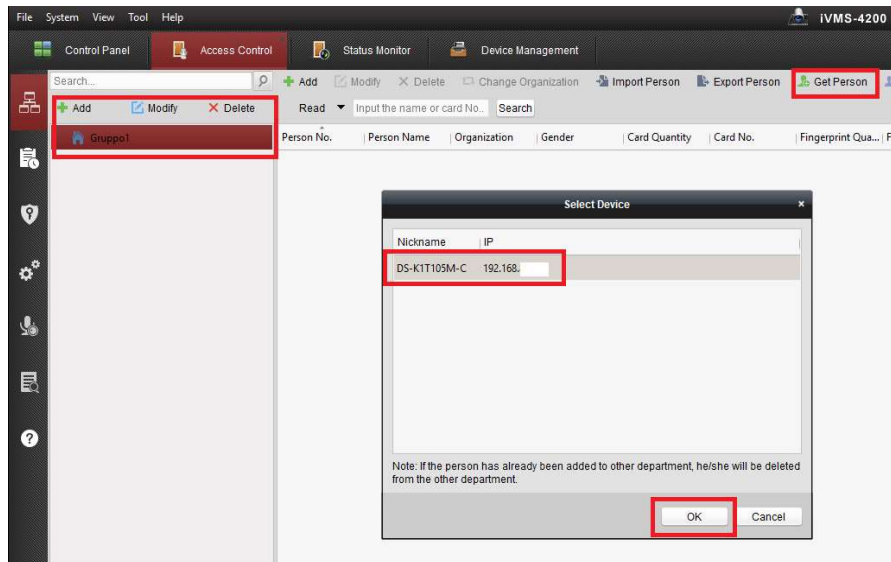 File System View Tool Help iVMS-4200
Control Panel Access Control Status Monitor Device Management
Search... Add Modify Delete Change Organization Import Person Export Person Get Person
Add Modify Delete Read Input the name or card No.. Search
Gruppo1 Person No. Person Name Organization Gender Card Quantity Card No. Fingerprint Qua... F
Select Device
Nickname IP
DS-K1T105M-C 192.168.
Note: If the person has already been added to other department, he/she will be deleted
from the other department.
OK Cancel
?